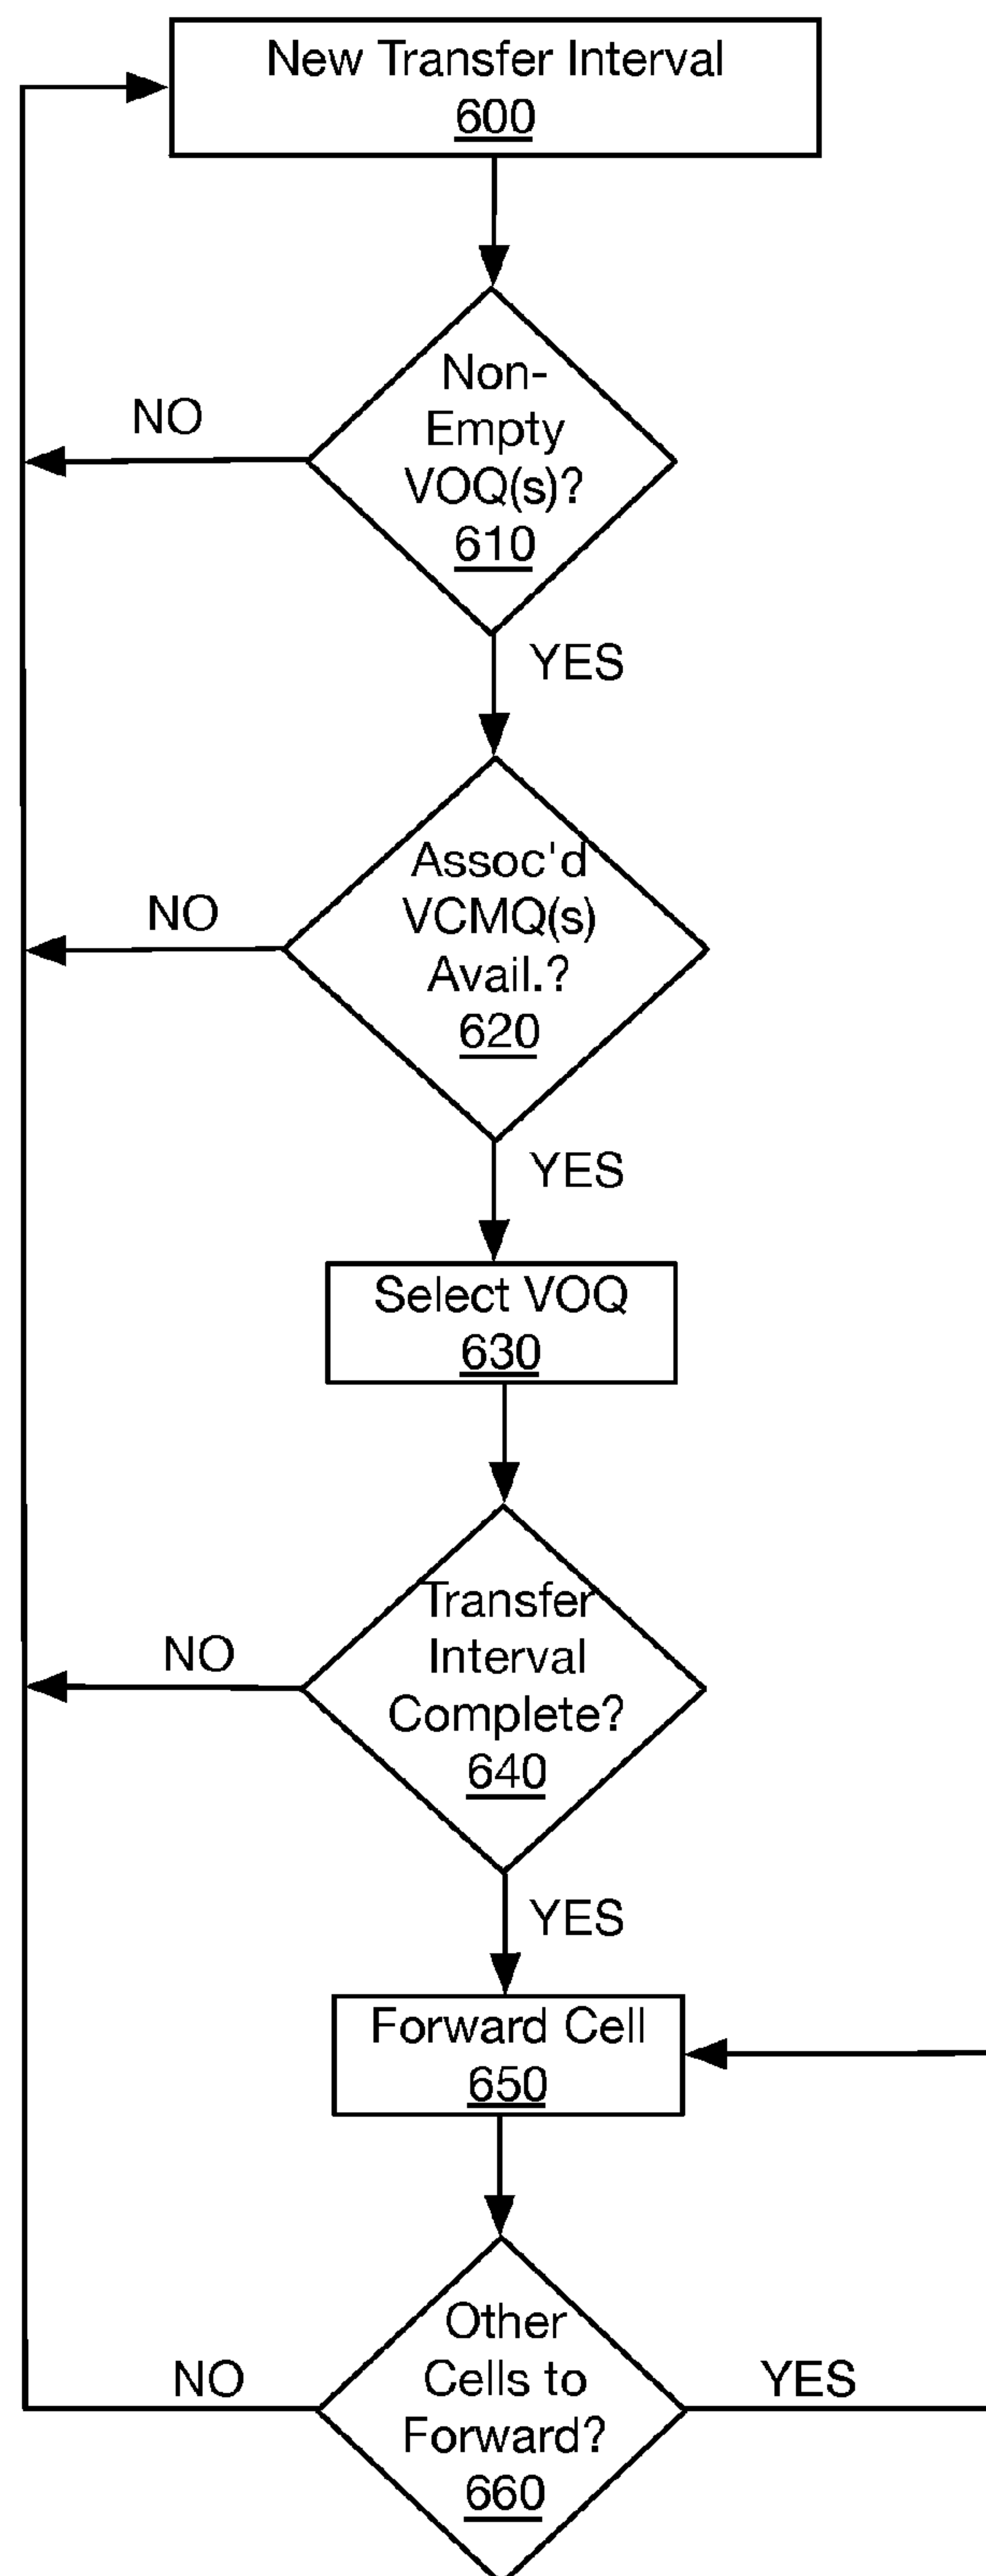 New Transfer Interval
600
Non-
Empty
VOQ(s)?
610
NO
YES
Assoc'd
VCMQ(s)
Avail.?
620
NO
YES
Select VOQ
630
Transfer
Interval
Complete?
640
NO
YES
Forward Cell
650
Other
Cells to
Forward?
660
NO
YES